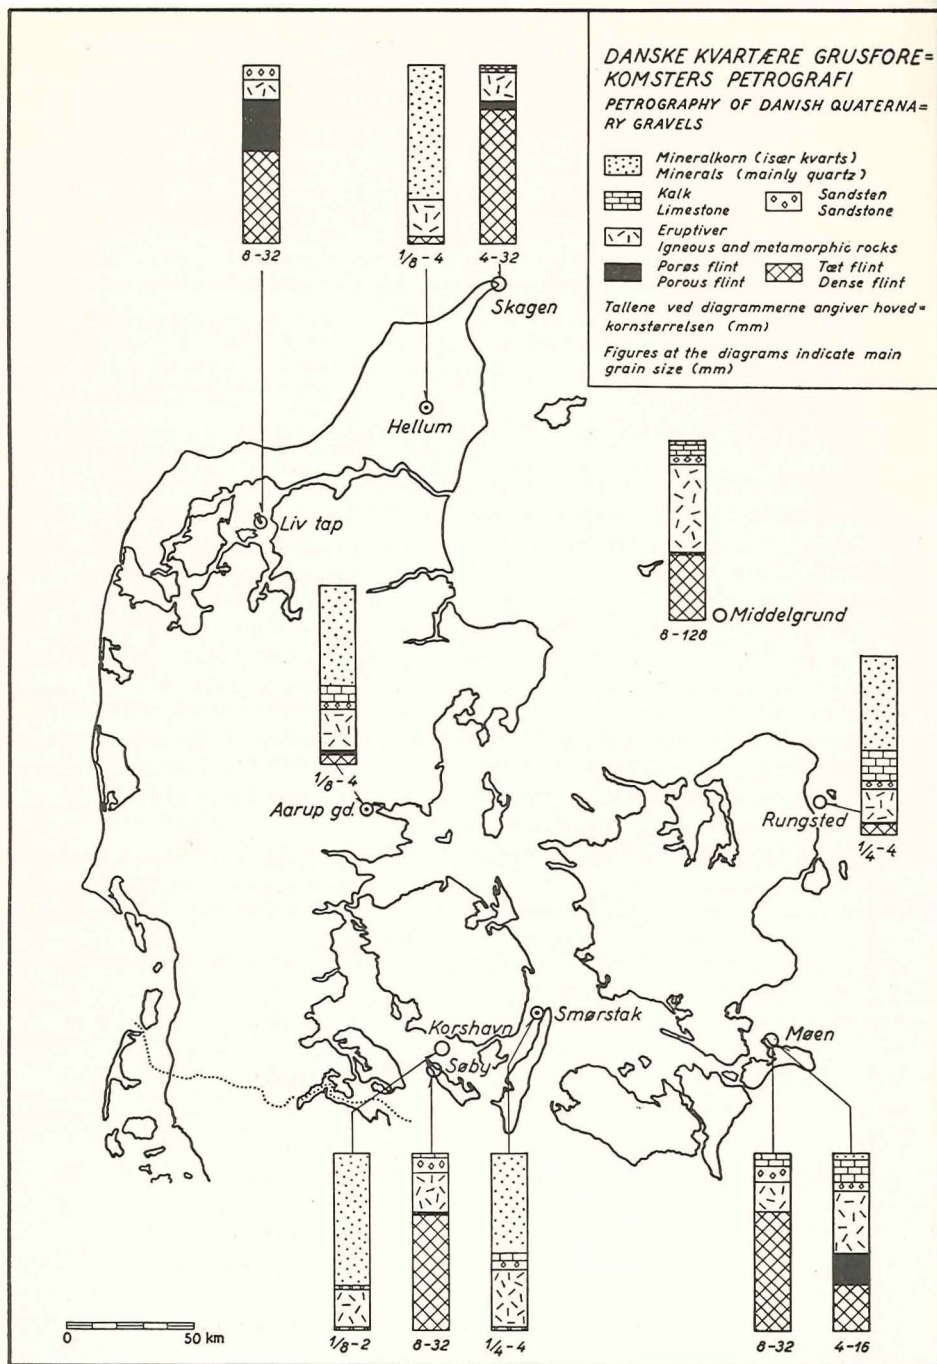 DANSKE KVARTÆRE GRUSFORE=
KOMSTERS PETROGRAFI
PETROGRAPHY OF DANISH QUATERNA=
RY GRAVELS
Mineralkorn (især kvarts)
Minerals (mainly quartz)
Kalk
Limestone
Sandsten
Sandstone
Eruptiver
Igneous and metamorphic rocks
Porøs flint
Porous flint
Tæt flint
Dense flint
Tallene ved diagrammerne angiver hoved=
kornstørrelsen (mm)
Figures at the diagrams indicate main
grain size (mm)
8-32
1/8-4
4-32
Skagen
Hellum
Liv tap
8-128
Middelgrund
1/8-4
Aarup gd.
Rungsted
1/4-4
Korshavn
Søby
Smørstak
Møen
0 50 km
1/8-2
8-32
1/4-4
8-32
4-16